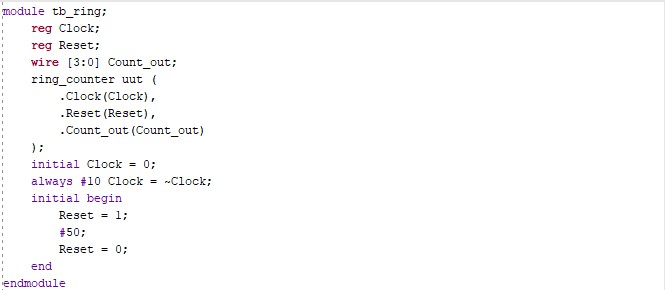 module tb_ring;
    reg Clock;
    reg Reset;
    wire [3:0] Count_out;
    ring_counter uut (
        .Clock(Clock),
        .Reset(Reset),
        .Count_out(Count_out)
    );
    initial Clock = 0;
    always #10 Clock = ~Clock;
    initial begin
        Reset = 1;
        #50;
        Reset = 0;
    end
endmodule